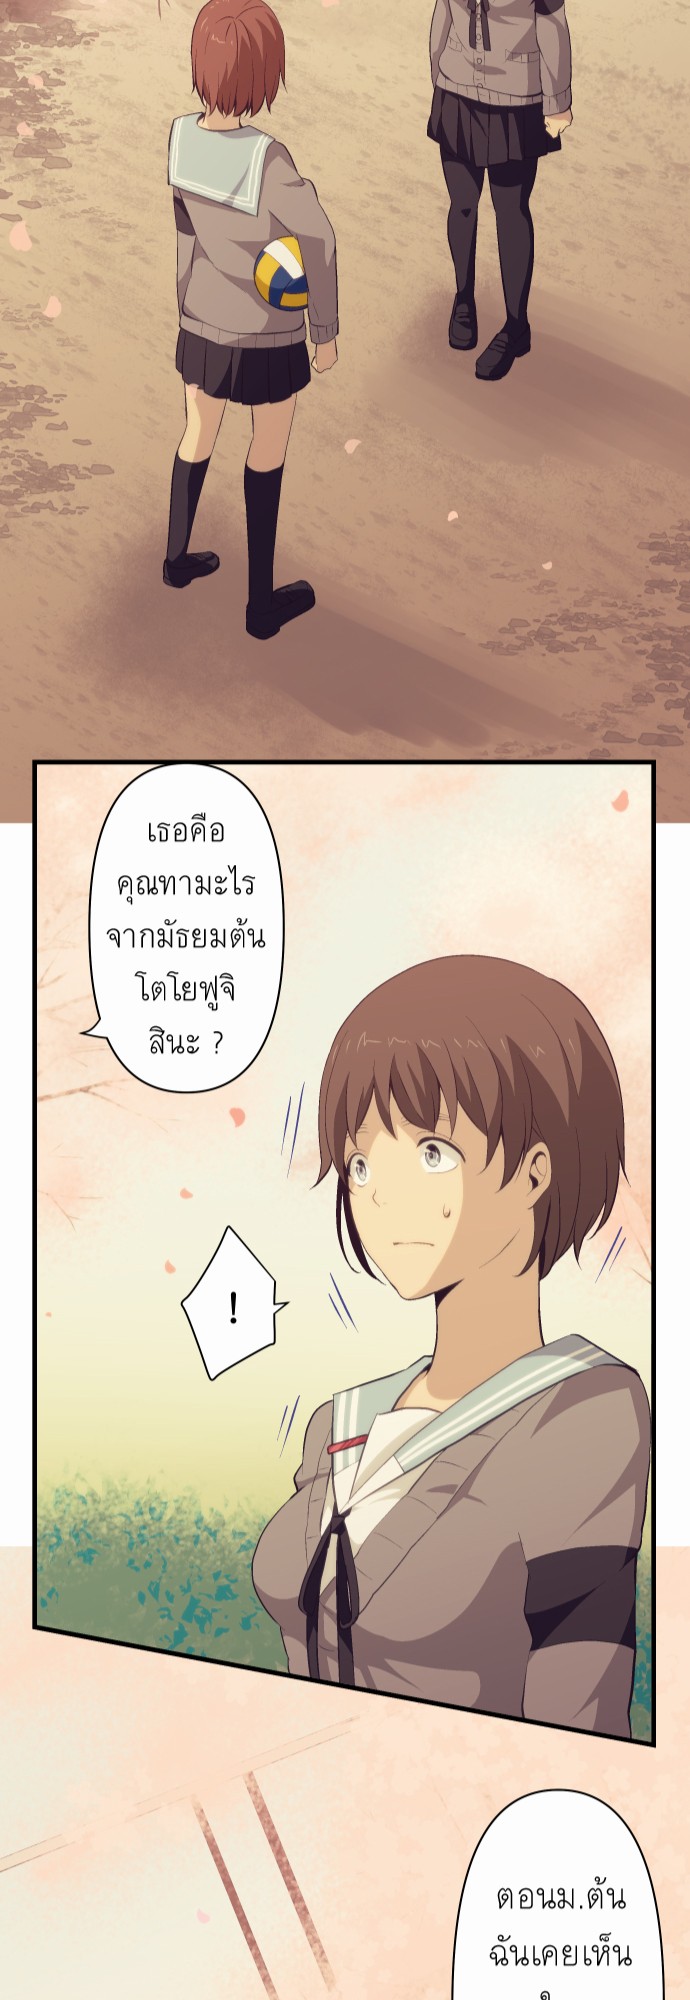 เธอคือ
คุณทามะไร
จากมัธยมต้น
โตโยฟูจิ
สินะ ?
!
ตอนม.ต้น
ฉันเคยเห็น